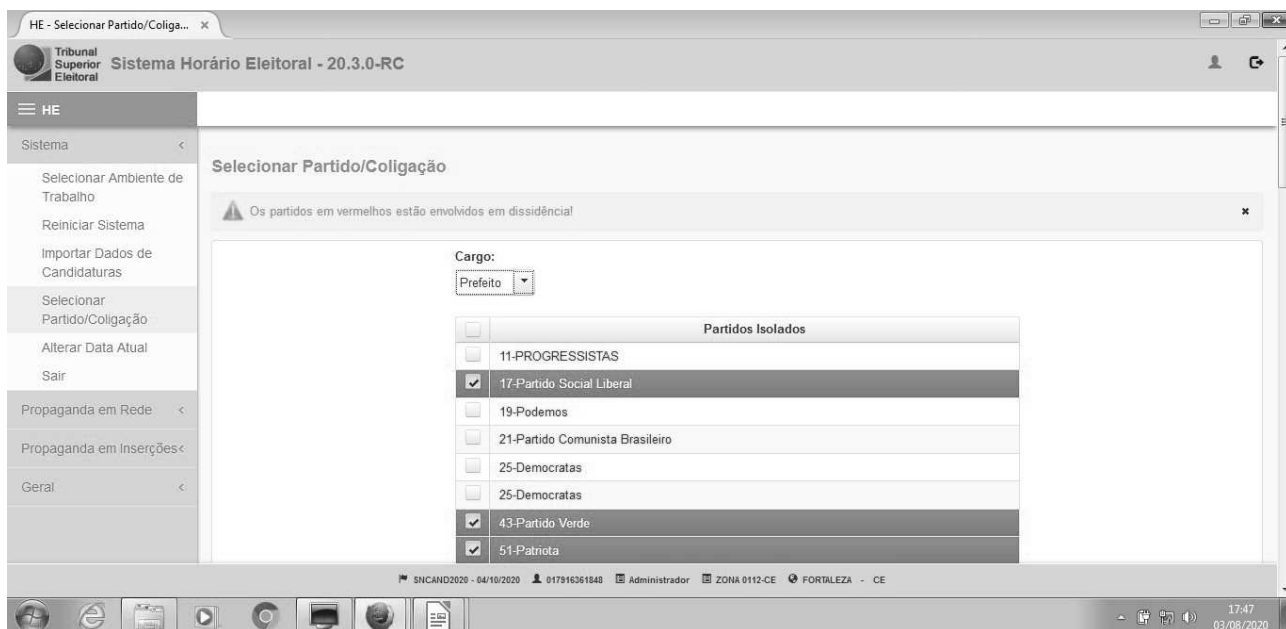 HE - Selecionar Partido/Coliga...
Tribunal
Superior
Eleitoral
Sistema Horário Eleitoral - 20.3.0-RC
HE
Sistema
Selecionar Ambiente de
Trabalho
Reiniciar Sistema
Importar Dados de
Candidaturas
Selecionar
Partido/Coligação
Alterar Data Atual
Sair
Propaganda em Rede
Propaganda em Inserções
Geral
Selecionar Partido/Coligação
Os partidos em vermelhos estão envolvidos em dissidência!
Cargo:
Prefeito
Partidos Isolados
11-PROGRESSISTAS
17-Partido Social Liberal
19-Podemos
21-Partido Comunista Brasileiro
25-Democratas
25-Democratas
43-Partido Verde
51-Patriota
SNCAND2020 - 04/10/2020 017916361848 Administrador ZONA 0112-CE FORTALEZA - CE
17:47
03/08/2020